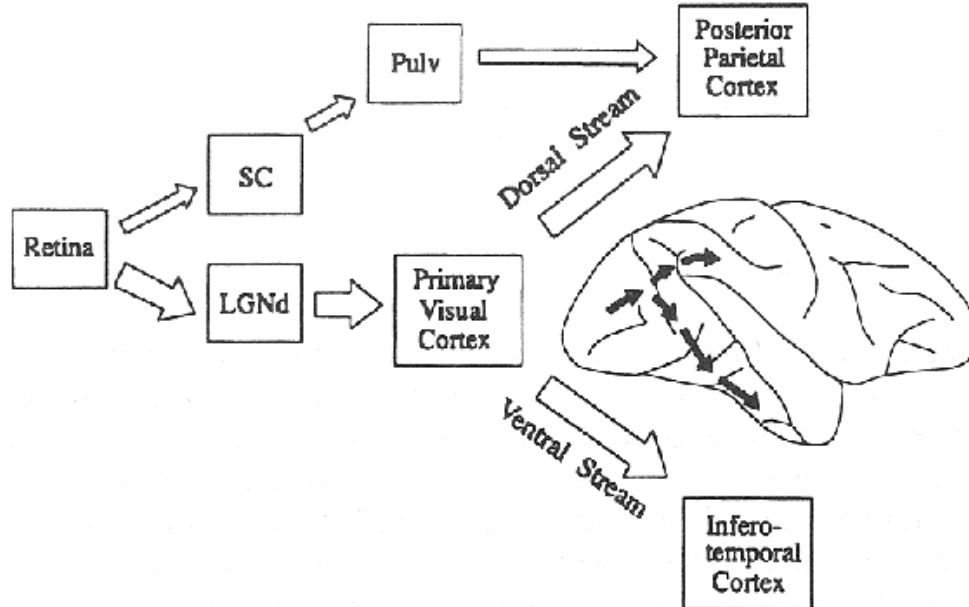 Posterior
Parietal
Cortex
Pulv
Dorsal Stream
SC
Retina
LGNd
Primary
Visual
Cortex
Ventral Stream
Infero-
temporal
Cortex